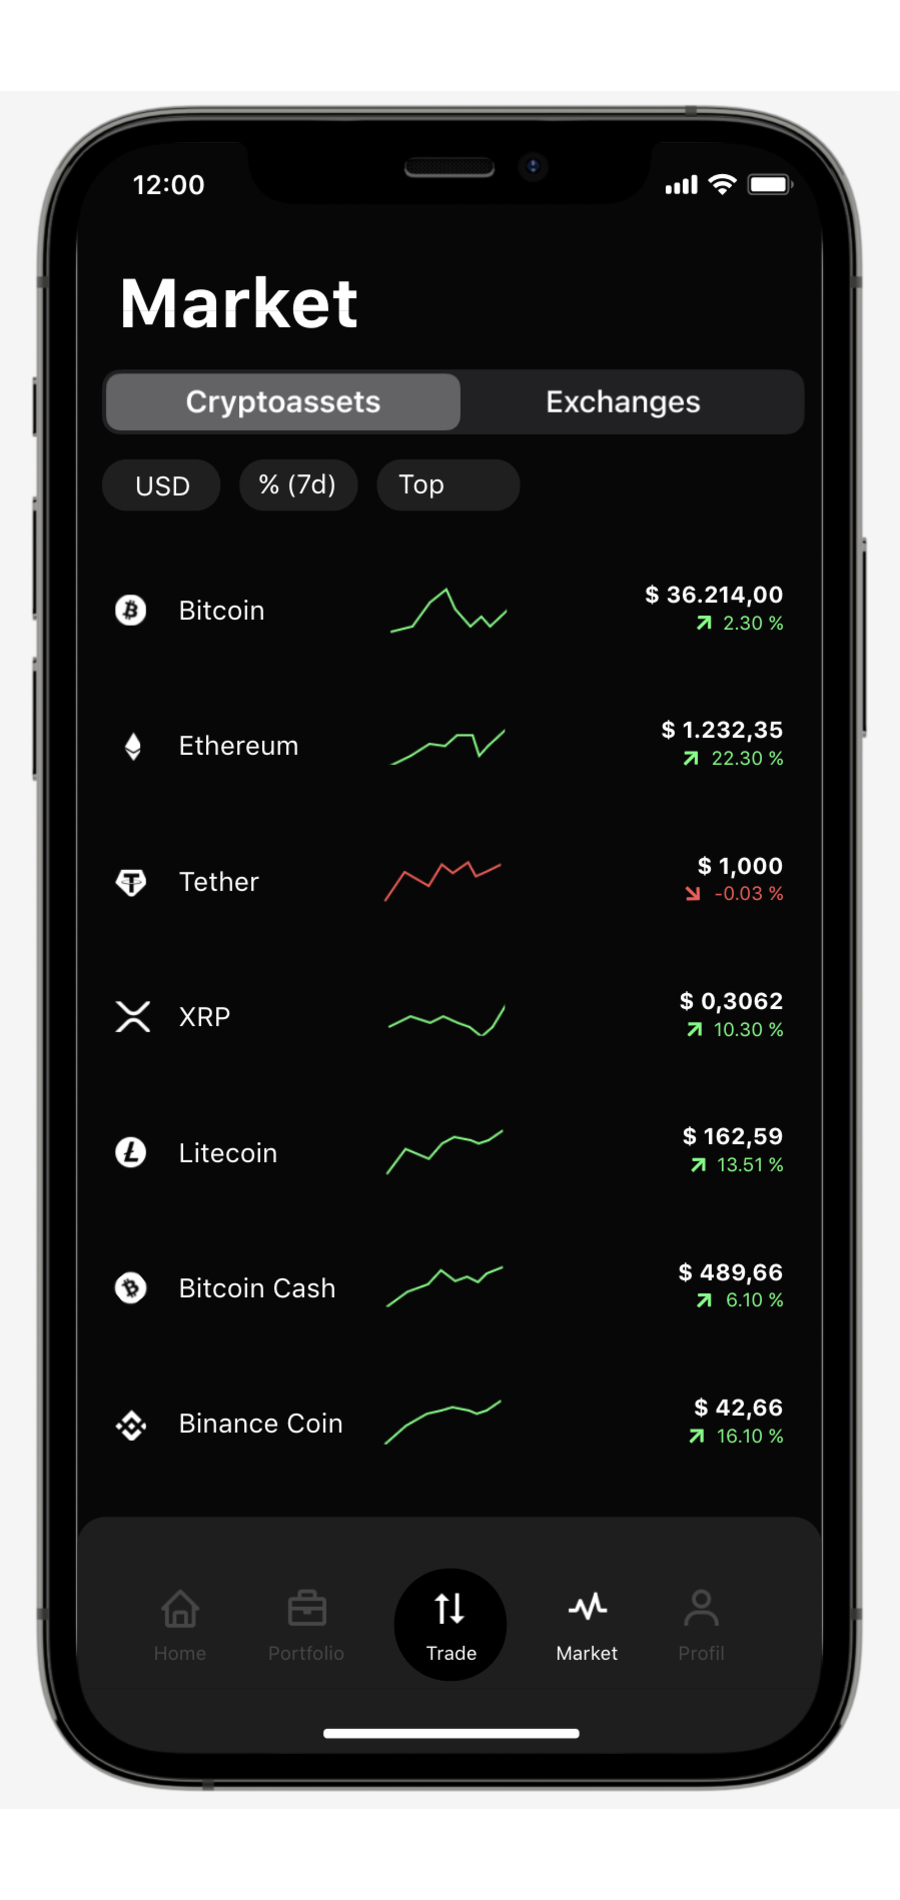 12:00
Market
Cryptoassets Exchanges
USD % (7d) Top
Bitcoin $ 36.214,00
2.30 %
Ethereum $ 1.232,35
22.30 %
Tether $ 1,000
-0.03 %
XRP $ 0,3062
10.30 %
Litecoin $ 162,59
13.51 %
Bitcoin Cash $ 489,66
6.10 %
Binance Coin $ 42,66
16.10 %
Home Portfolio Trade Market Profil